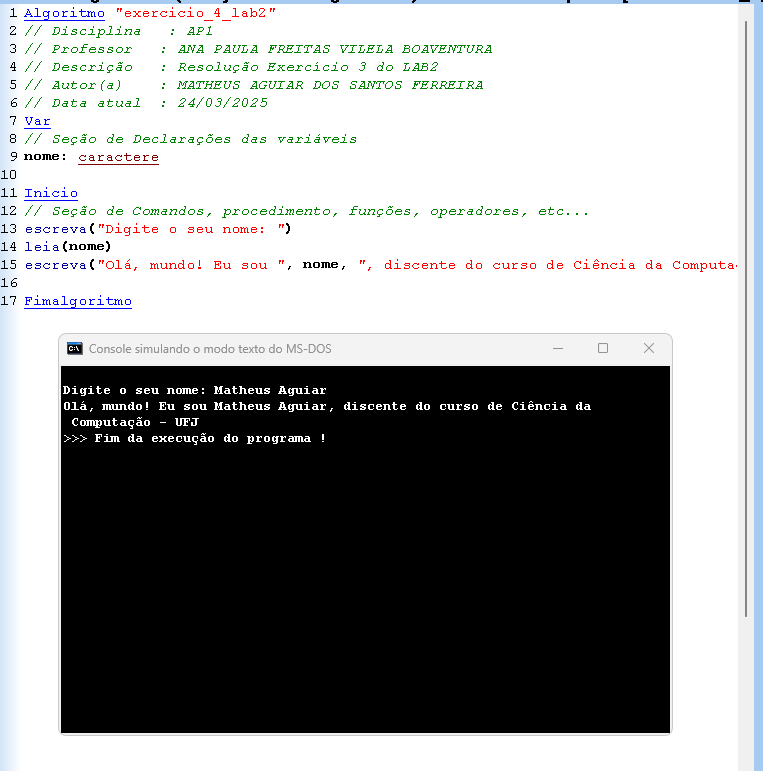 1 Algoritmo "exercicio_4_lab2"
2 // Disciplina : AP1
3 // Professor : ANA PAULA FREITAS VILELA BOAVENTURA
4 // Descrição : Resolução Exercício 3 do LAB2
5 // Autor(a) : MATHEUS AGUIAR DOS SANTOS FERREIRA
6 // Data atual : 24/03/2025
7 Var
8 // Seção de Declarações das variáveis
9 nome: caractere
10
11 Inicio
12 // Seção de Comandos, procedimento, funções, operadores, etc...
13 escreva("Digite o seu nome: ")
14 leia(nome)
15 escreva("Olá, mundo! Eu sou ", nome, ", discente do curso de Ciência da Computa
16
17 Fimalgoritmo
Console simulando o modo texto do MS-DOS
Digite o seu nome: Matheus Aguiar
Olá, mundo! Eu sou Matheus Aguiar, discente do curso de Ciência da
Computação - UFJ
>>> Fim da execução do programa !